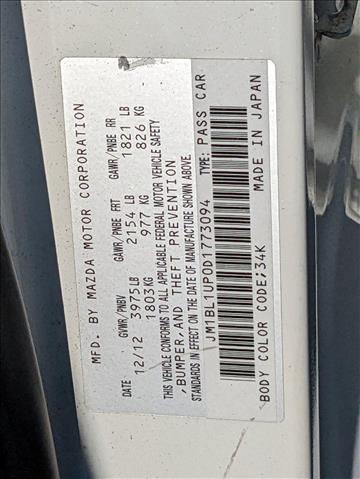 MFD. BY MAZDA MOTOR CORPORATION
DATE GVWR/PNBV GAWR/PNBE FRT GAWR/PNBE RR
12/12 3975LB 2154 LB 1821 LB
1803KG 977 KG 826 KG
THIS VEHICLE CONFORMS TO ALL APPLICABLE FEDERAL MOTOR VEHICLE SAFETY
,BUMPER,AND THEFT PREVENTION
STANDARDS IN EFFECT ON THE DATE OF MANUFACTURE SHOWN ABOVE.
JM1BL1UP0D1773094 TYPE: PASS CAR
BODY COLOR CODE;34K MADE IN JAPAN